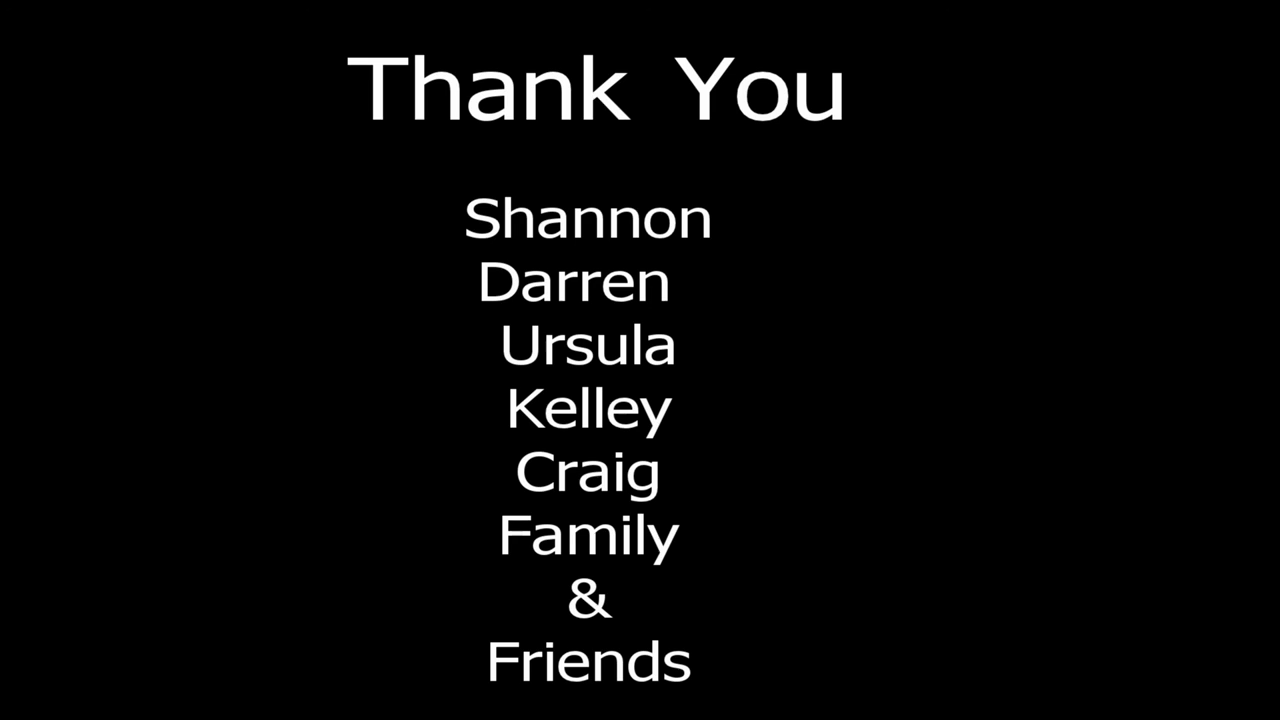 Thank You
Shannon
Darren
Ursula
Kelley
Craig
Family
&
Friends